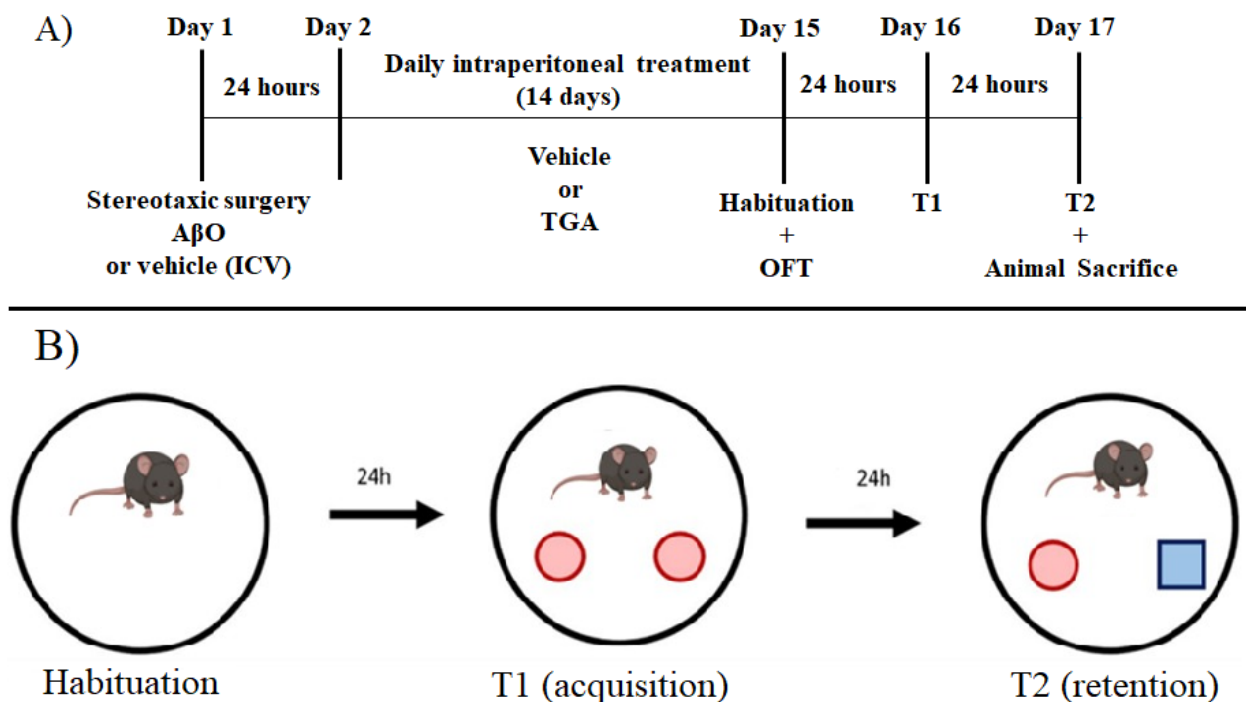 A)
Day 1
Day 2
Day 15
Day 16
Day 17
24 hours
Daily intraperitoneal treatment
(14 days)
24 hours
24 hours
Stereotaxic surgery
AβO
or vehicle (ICV)
Vehicle
or
TGA
Habituation
+
OFT
T1
T2
+
Animal Sacrifice
B)
24h
24h
Habituation
T1 (acquisition)
T2 (retention)